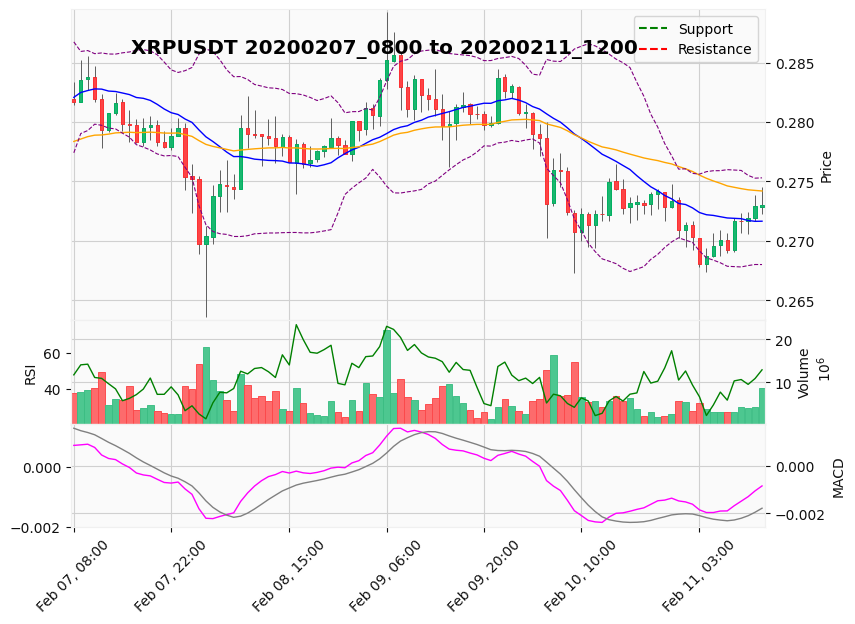 XRPUSDT 20200207_0800 to 20200211_1200
Support
Resistance
0.285
0.280
0.275
0.270
0.265
Price
60
40
RSI
20
10
Volume
10^6
0.000
−0.002
0.000
−0.002
MACD
Feb 07, 08:00
Feb 07, 22:00
Feb 08, 15:00
Feb 09, 06:00
Feb 09, 20:00
Feb 10, 10:00
Feb 11, 03:00